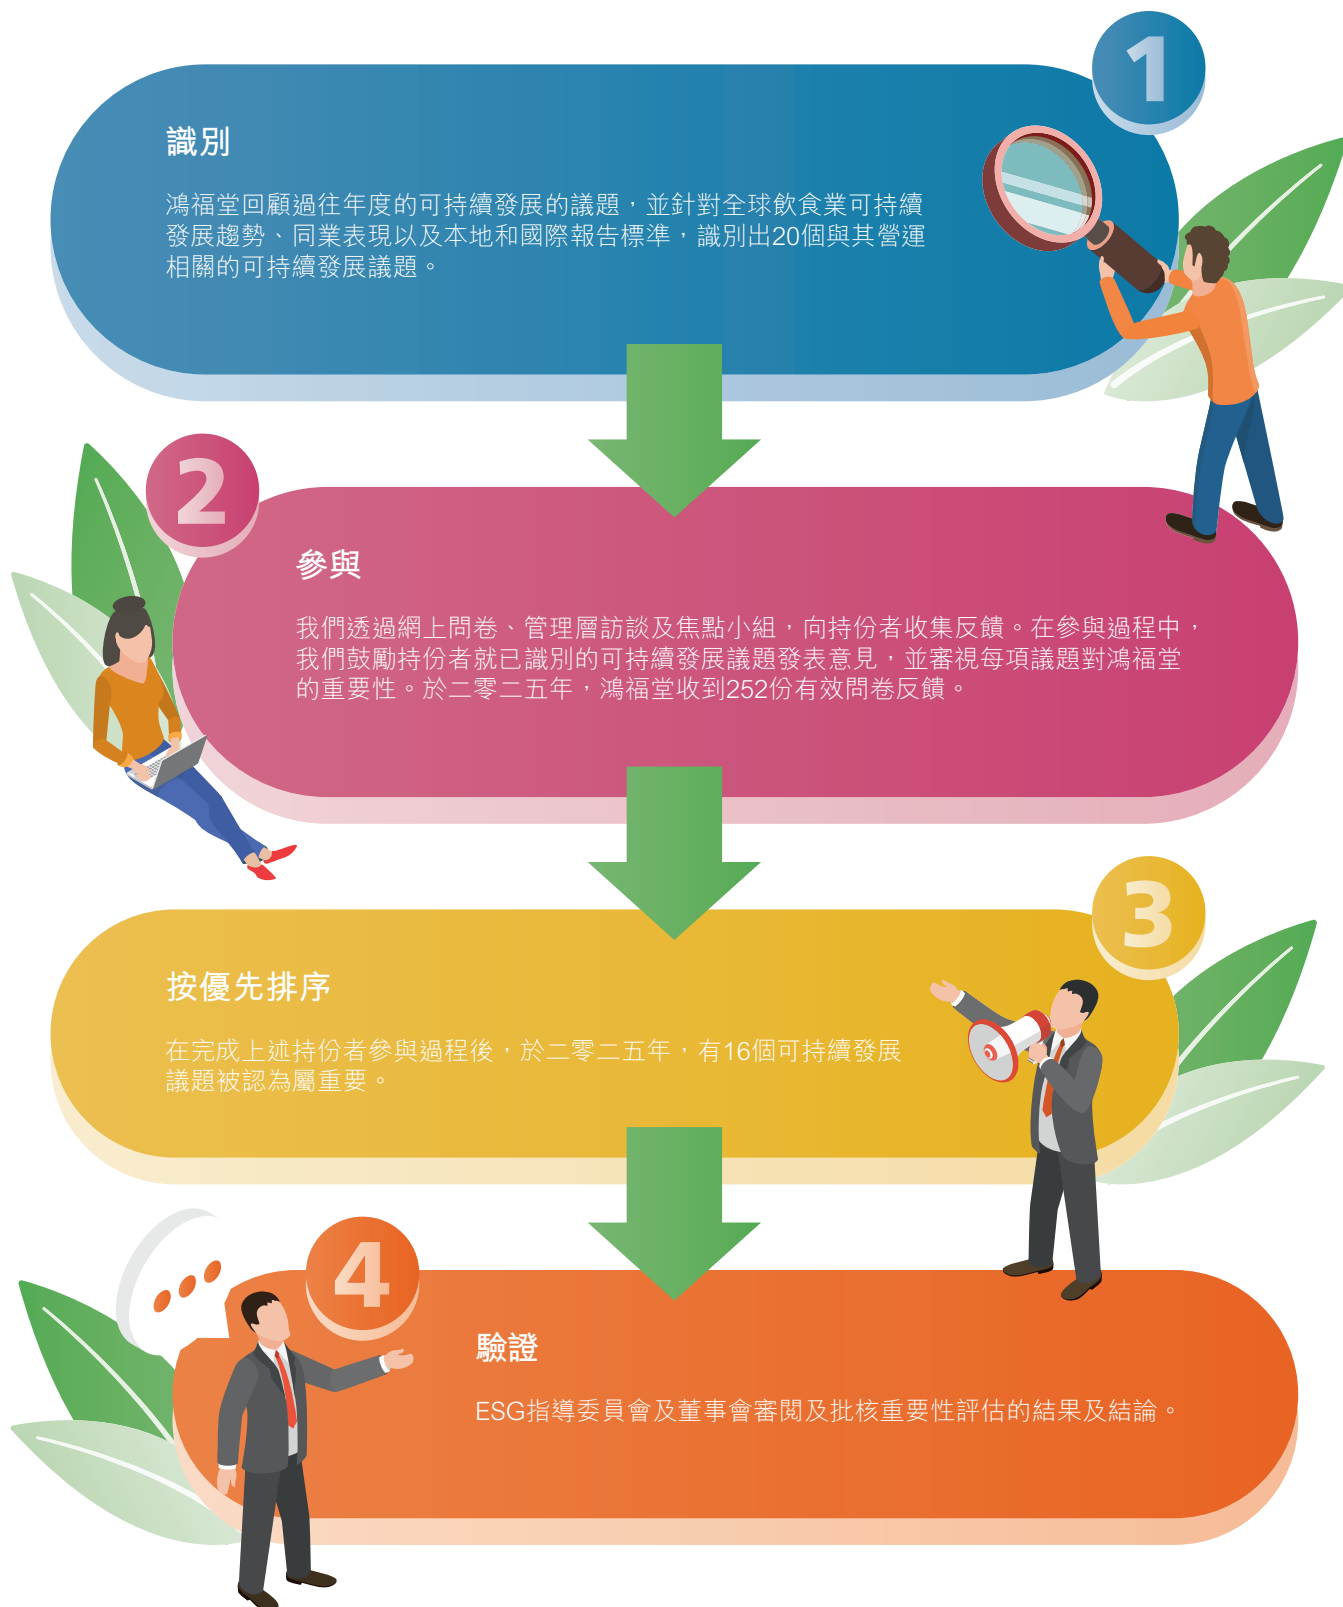 1
識別
鴻福堂回顧過往年度的可持續發展的議題，並針對全球飲食業可持續
發展趨勢、同業表現以及本地和國際報告標準，識別出20個與其營運
相關的可持續發展議題。
2
參與
我們透過網上問卷、管理層訪談及焦點小組，向持份者收集反饋。在參與過程中，
我們鼓勵持份者就已識別的可持續發展議題發表意見，並審視每項議題對鴻福堂
的重要性。於二零二五年，鴻福堂收到252份有效問卷反饋。
3
按優先排序
在完成上述持份者參與過程後，於二零二五年，有16個可持續發展
議題被認為屬重要。
4
驗證
ESG指導委員會及董事會審閱及批核重要性評估的結果及結論。